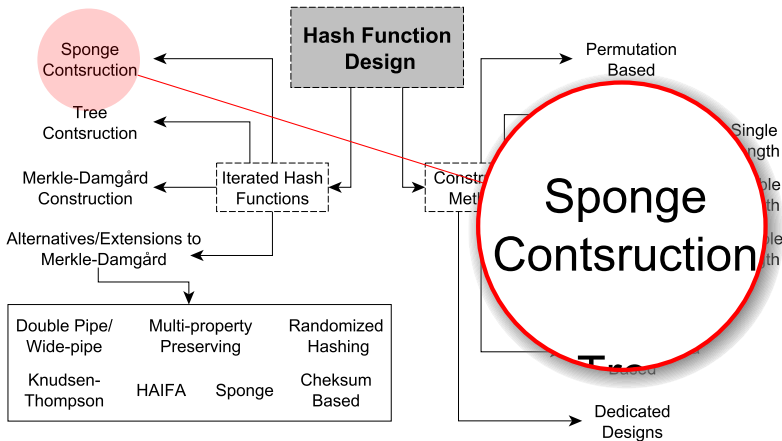 Hash Function
Design
Sponge
Contsruction
Tree
Contsruction
Merkle-Damgård
Construction
Alternatives/Extensions to
Merkle-Damgård
Iterated Hash
Functions
Double Pipe/
Wide-pipe
Multi-property
Preserving
Randomized
Hashing
Knudsen-
Thompson
HAIFA
Sponge
Cheksum
Based
Permutation
Based
Single
Sponge
Contsruction
Based
Dedicated
Designs